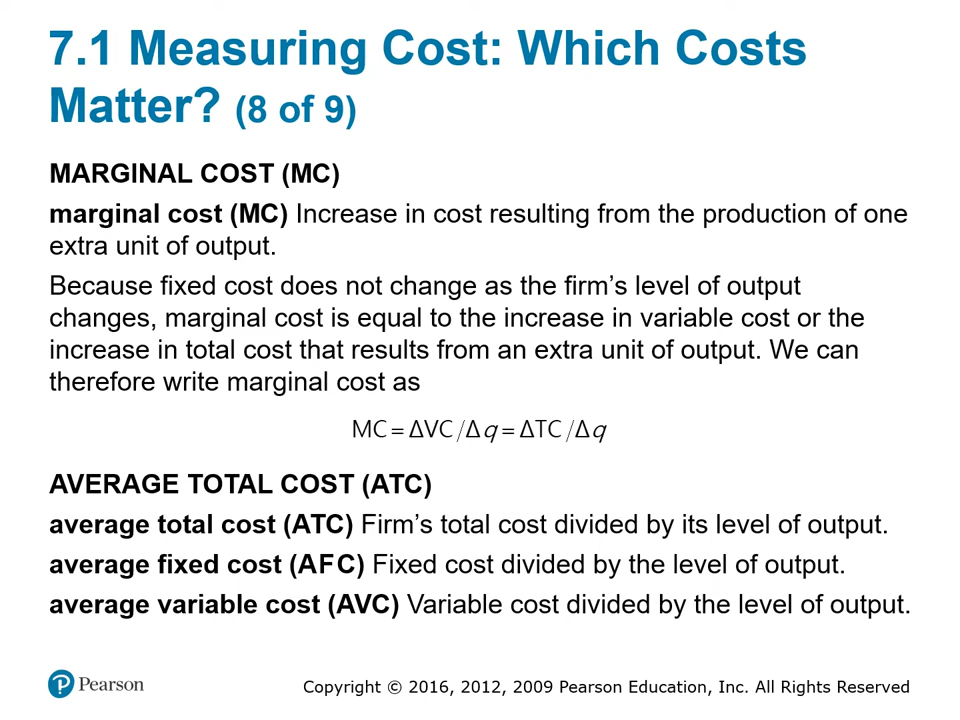 7.1 Measuring Cost: Which Costs
Matter? (8 of 9)
MARGINAL COST (MC)
marginal cost (MC) Increase in cost resulting from the production of one
extra unit of output.
Because fixed cost does not change as the firm’s level of output
changes, marginal cost is equal to the increase in variable cost or the
increase in total cost that results from an extra unit of output. We can
therefore write marginal cost as
MC = ΔVC/Δq = ΔTC/Δq
AVERAGE TOTAL COST (ATC)
average total cost (ATC) Firm’s total cost divided by its level of output.
average fixed cost (AFC) Fixed cost divided by the level of output.
average variable cost (AVC) Variable cost divided by the level of output.
Pearson
Copyright © 2016, 2012, 2009 Pearson Education, Inc. All Rights Reserved